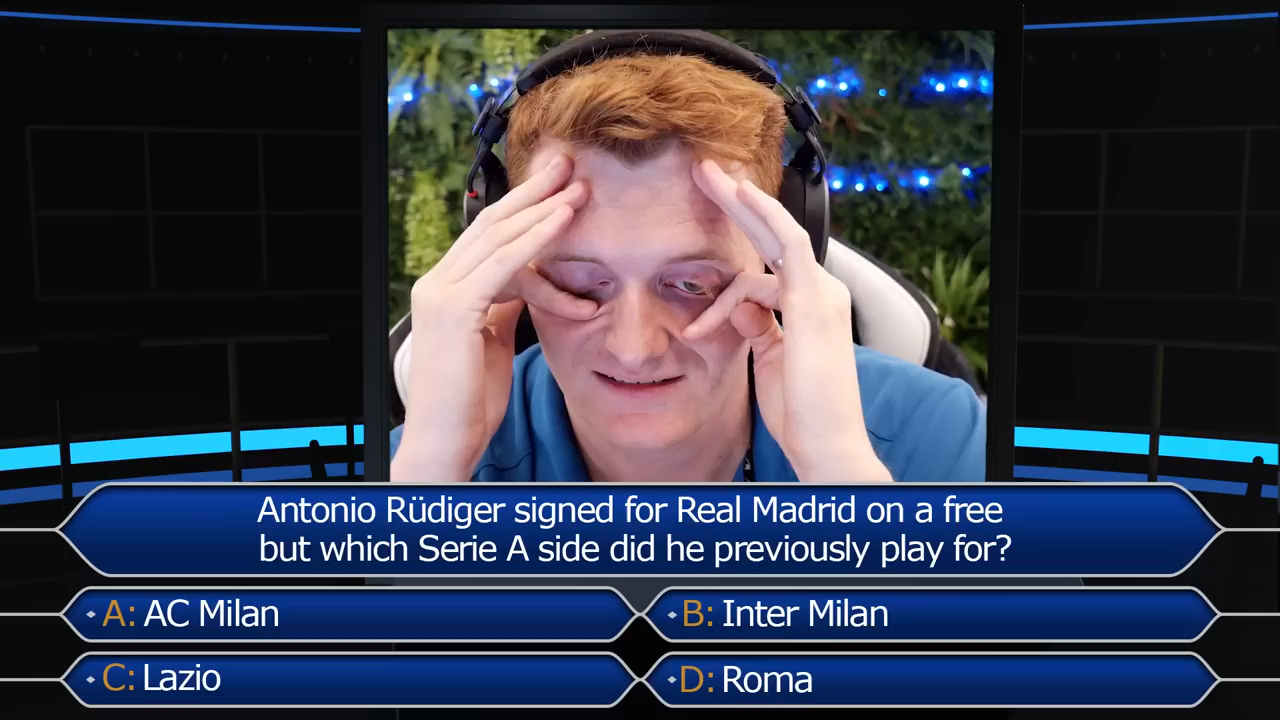 Antonio Rüdiger signed for Real Madrid on a free
but which Serie A side did he previously play for?
A: AC Milan
B: Inter Milan
C: Lazio
D: Roma